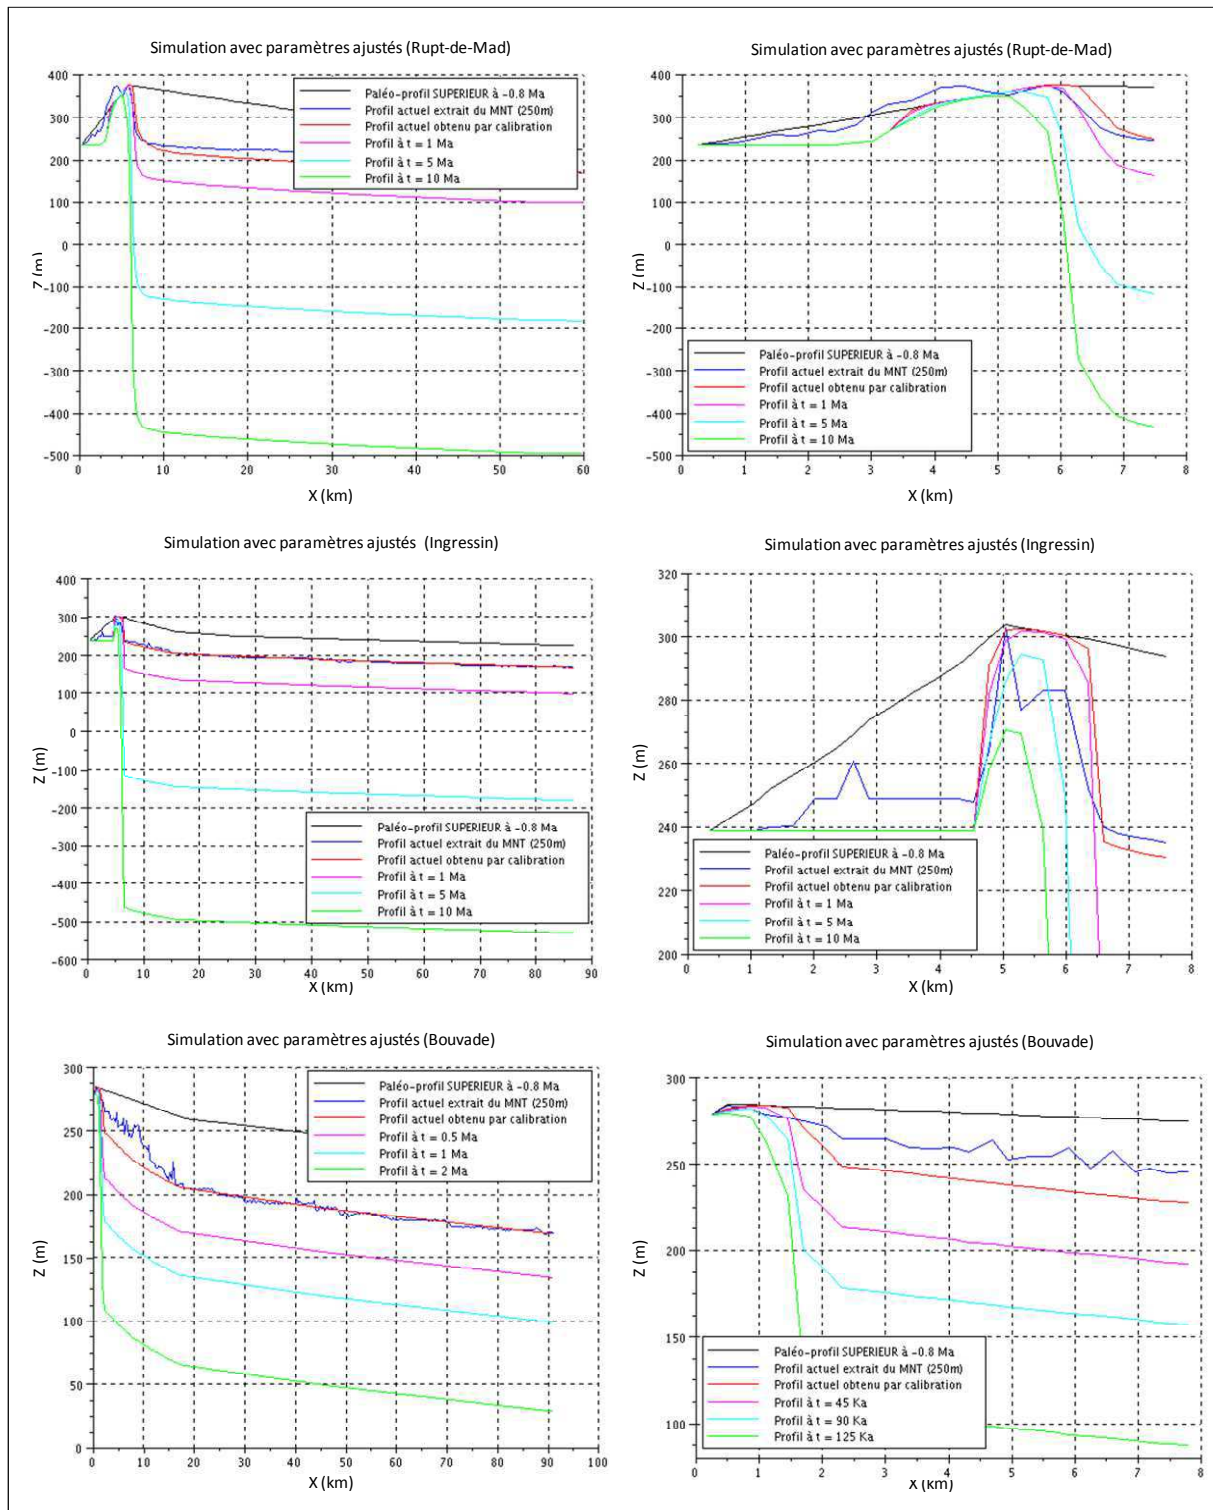 Simulation avec paramètres ajustés (Rupt-de-Mad)
400
300
200
100
0
-100
-200
-300
-400
-500
Z (m)
Paléo-profil SUPERIEUR à -0.8 Ma
Profil actuel extrait du MNT (250m)
Profil actuel obtenu par calibration
Profil à t = 1 Ma
Profil à t = 5 Ma
Profil à t = 10 Ma
0 10 20 30 40 50 60
X (km)
Simulation avec paramètres ajustés (Rupt-de-Mad)
400
300
200
100
0
-100
-200
-300
-400
-500
Z (m)
Paléo-profil SUPERIEUR à -0.8 Ma
Profil actuel extrait du MNT (250m)
Profil actuel obtenu par calibration
Profil à t = 1 Ma
Profil à t = 5 Ma
Profil à t = 10 Ma
0 1 2 3 4 5 6 7 8
X (km)
Simulation avec paramètres ajustés (Ingressin)
400
300
200
100
0
-100
-200
-300
-400
-500
-600
Z (m)
Paléo-profil SUPERIEUR à -0.8 Ma
Profil actuel extrait du MNT (250m)
Profil actuel obtenu par calibration
Profil à t = 1 Ma
Profil à t = 5 Ma
Profil à t = 10 Ma
0 10 20 30 40 50 60 70 80 90
X (km)
Simulation avec paramètres ajustés (Ingressin)
320
300
280
260
240
220
200
Z (m)
Paléo-profil SUPERIEUR à -0.8 Ma
Profil actuel extrait du MNT (250m)
Profil actuel obtenu par calibration
Profil à t = 1 Ma
Profil à t = 5 Ma
Profil à t = 10 Ma
0 1 2 3 4 5 6 7 8
X (km)
Simulation avec paramètres ajustés (Bouvade)
300
250
200
150
100
50
0
Z (m)
Paléo-profil SUPERIEUR à -0.8 Ma
Profil actuel extrait du MNT (250m)
Profil actuel obtenu par calibration
Profil à t = 0.5 Ma
Profil à t = 1 Ma
Profil à t = 2 Ma
0 10 20 30 40 50 60 70 80 90 100
X (km)
Simulation avec paramètres ajustés (Bouvade)
300
250
200
150
100
Z (m)
Paléo-profil SUPERIEUR à -0.8 Ma
Profil actuel extrait du MNT (250m)
Profil actuel obtenu par calibration
Profil à t = 45 Ka
Profil à t = 90 Ka
Profil à t = 125 Ka
0 1 2 3 4 5 6 7 8
X (km)